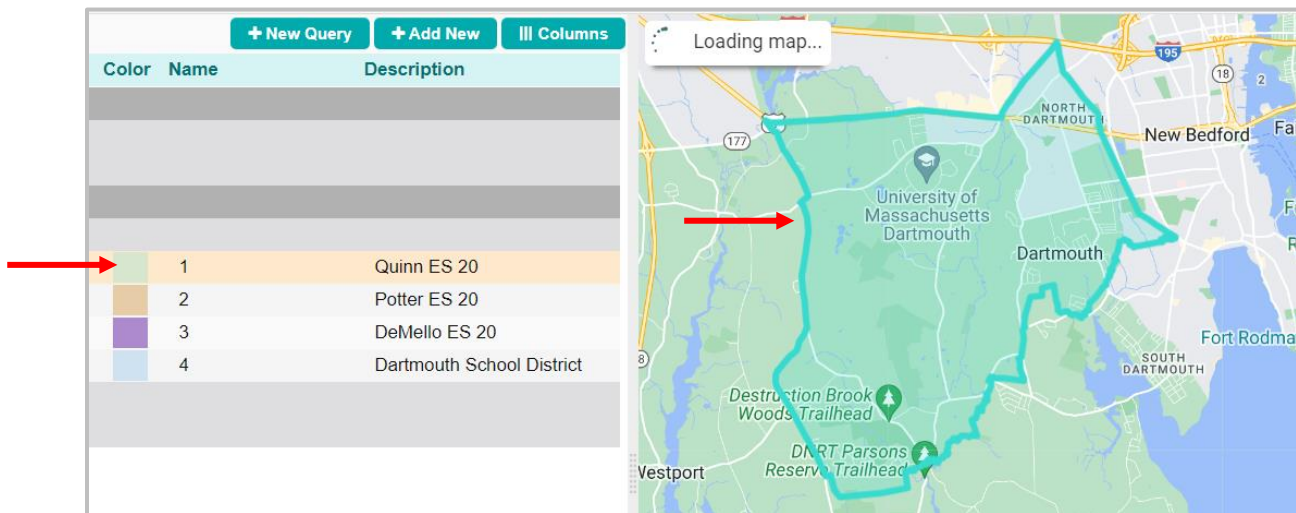 + New Query + Add New Columns
Color Name Description
1 Quinn ES 20
2 Potter ES 20
3 DeMello ES 20
4 Dartmouth School District
Loading map...
195
18
2
NORTH
DARTMOUTH
New Bedford
177
University of
Massachusetts
Dartmouth
Dartmouth
Fort Rodma
SOUTH
DARTMOUTH
Destruction Brook
Woods Trailhead
DNRT Parsons
Reserve Trailhead
Westport